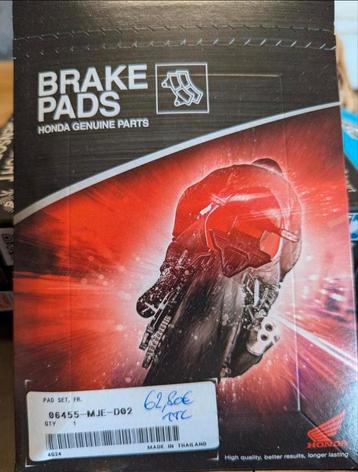 BRAKE
PADS
HONDA GENUINE PARTS
PAD SET, FR.
06455-MJE-D02
62,80€
TTC
QTY 1
MADE IN THAILAND
4G34
HONDA
High quality, better results, longer lasting